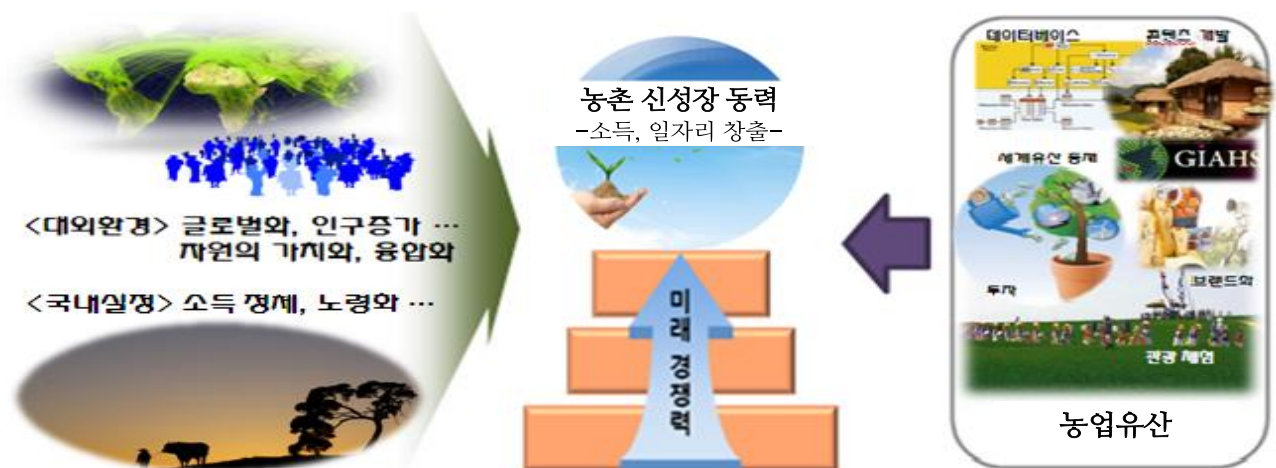 <대외환경> 글로벌화, 인구증가 …
자원의 가치화, 융합화
<국내실정> 소득 정체, 노령화 …
농촌 신성장 동력
-소득, 일자리 창출-
미래 경쟁력
데이터베이스
콘텐츠 개발
세계유산 등재
GIAHS
투자
브랜드화
관광 체험
농업유산